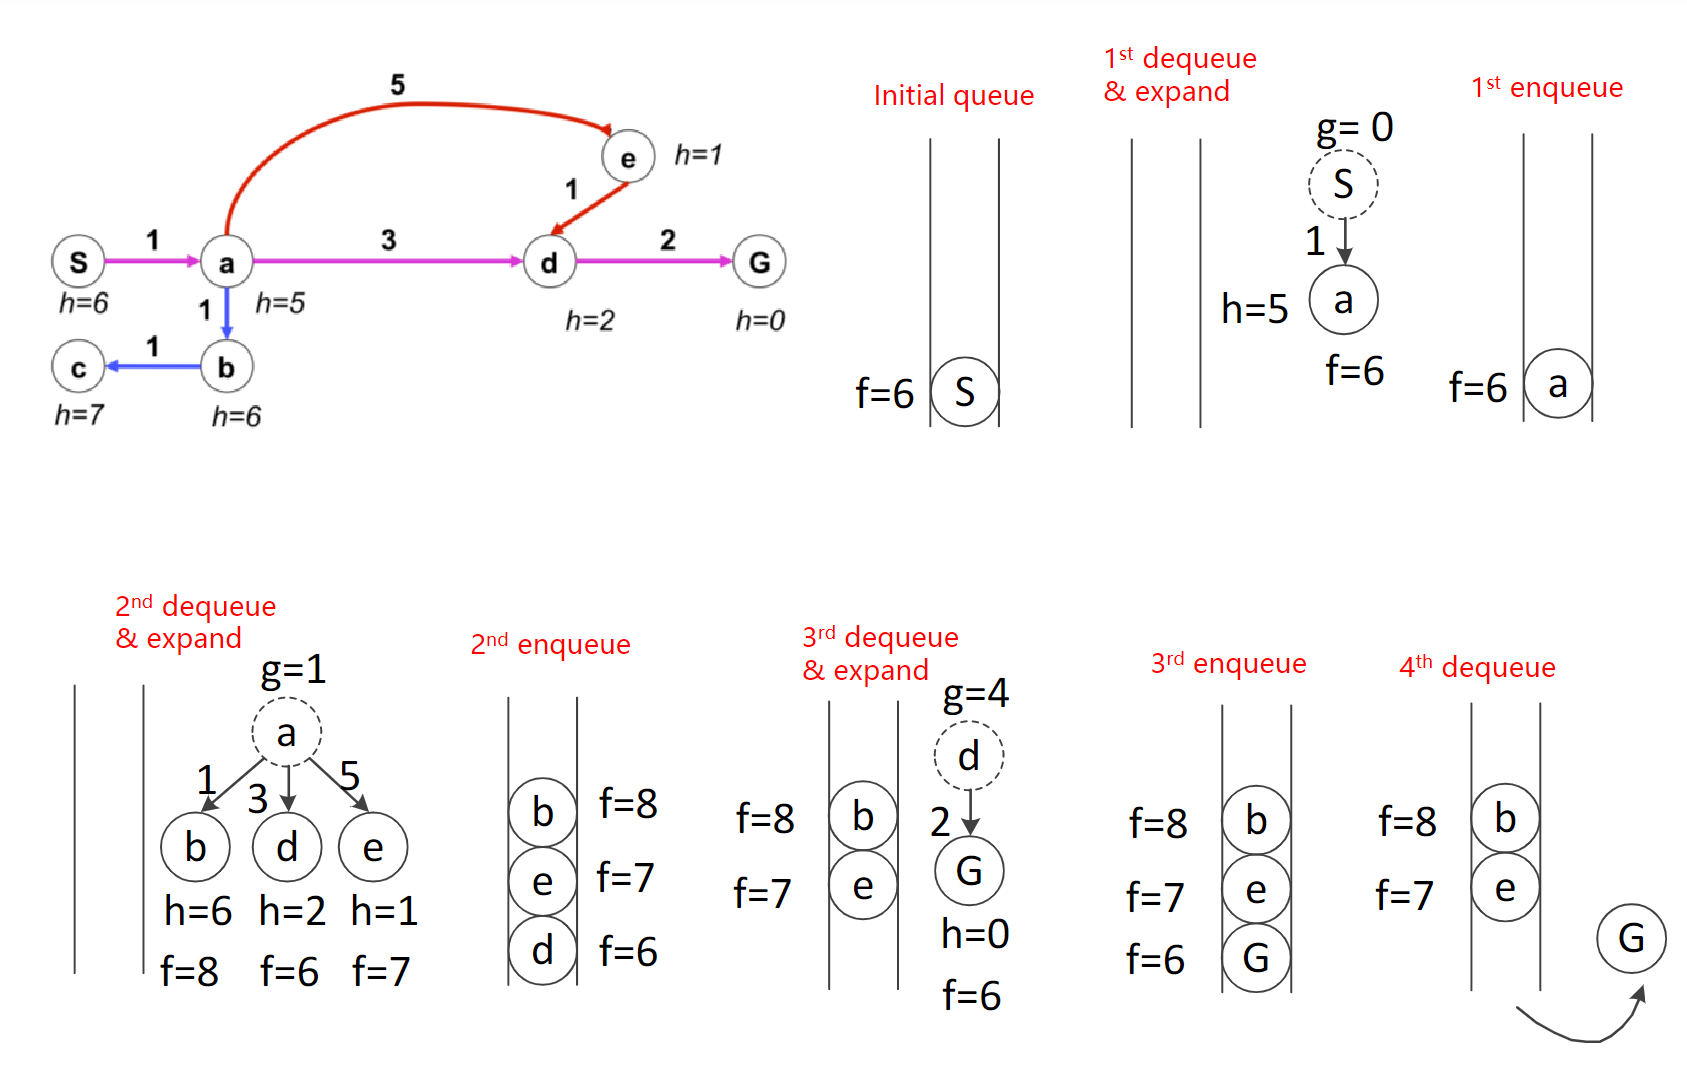 5
e h=1
1
S 1 a 3 d 2 G
h=6 1 h=5 h=2 h=0
c 1 b
h=7 h=6
Initial queue
f=6 S
1st dequeue
& expand
g= 0
S
1
h=5 a
f=6
1st enqueue
f=6 a
2nd dequeue
& expand
g=1
a
1 3 5
b d e
h=6 h=2 h=1
f=8 f=6 f=7
2nd enqueue
b f=8
e f=7
d f=6
3rd dequeue
& expand
g=4
d
f=8 b 2
f=7 e G
h=0
f=6
3rd enqueue
f=8 b
f=7 e
f=6 G
4th dequeue
f=8 b
f=7 e
G